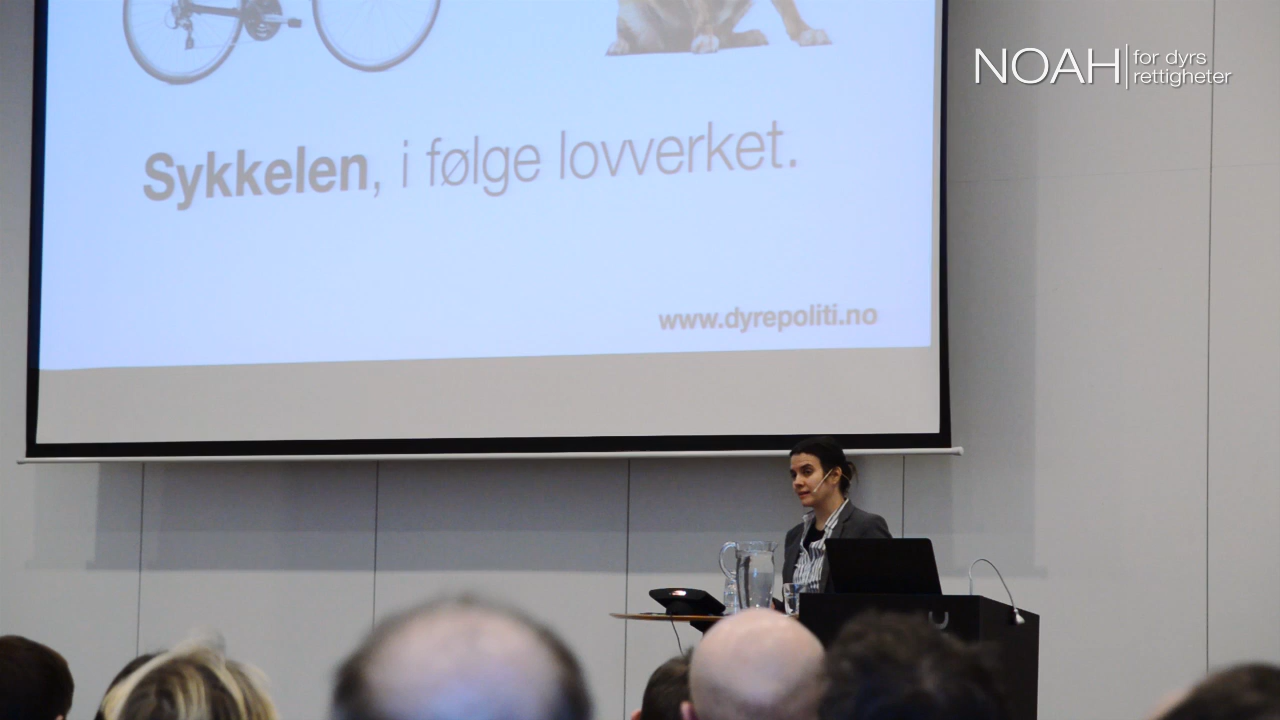 NOAH
for dyrs
rettigheter
Sykkelen, i følge lovverket.
www.dyrepoliti.no